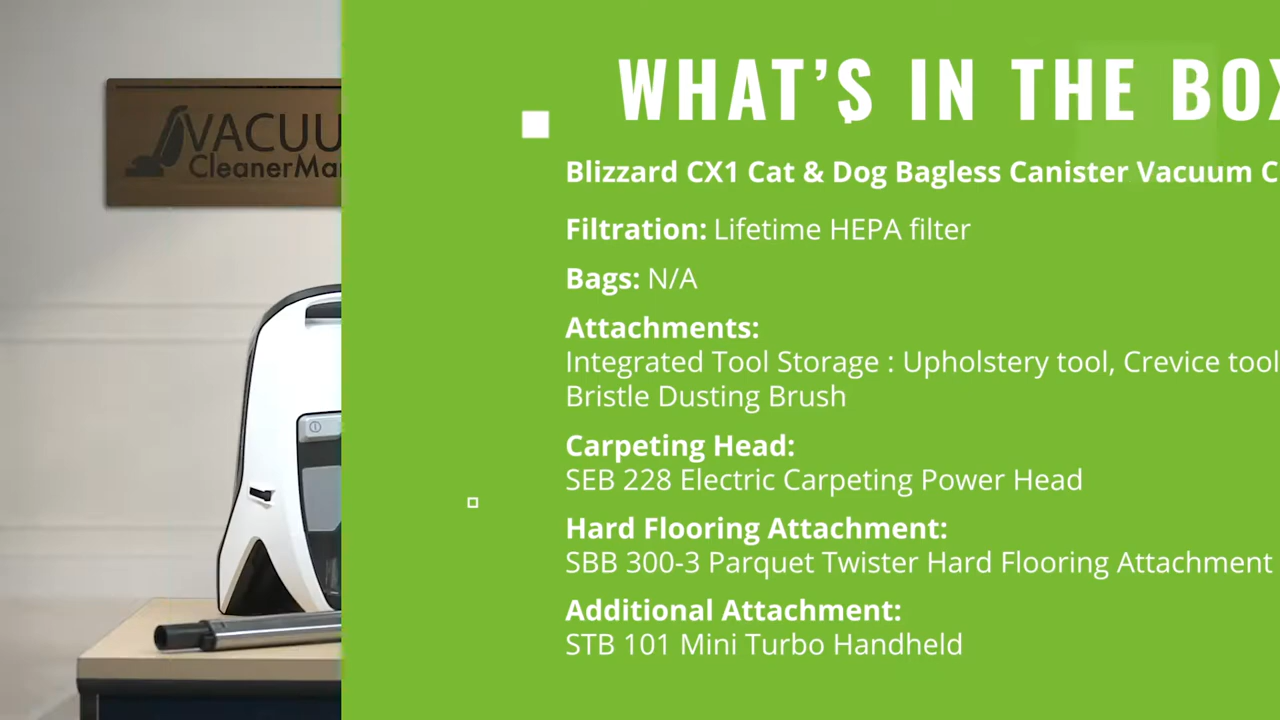 VACUU
CleanerMar
WHAT'S IN THE BOX
Blizzard CX1 Cat & Dog Bagless Canister Vacuum C
Filtration: Lifetime HEPA filter
Bags: N/A
Attachments:
Integrated Tool Storage : Upholstery tool, Crevice tool
Bristle Dusting Brush
Carpeting Head:
SEB 228 Electric Carpeting Power Head
Hard Flooring Attachment:
SBB 300-3 Parquet Twister Hard Flooring Attachment
Additional Attachment:
STB 101 Mini Turbo Handheld